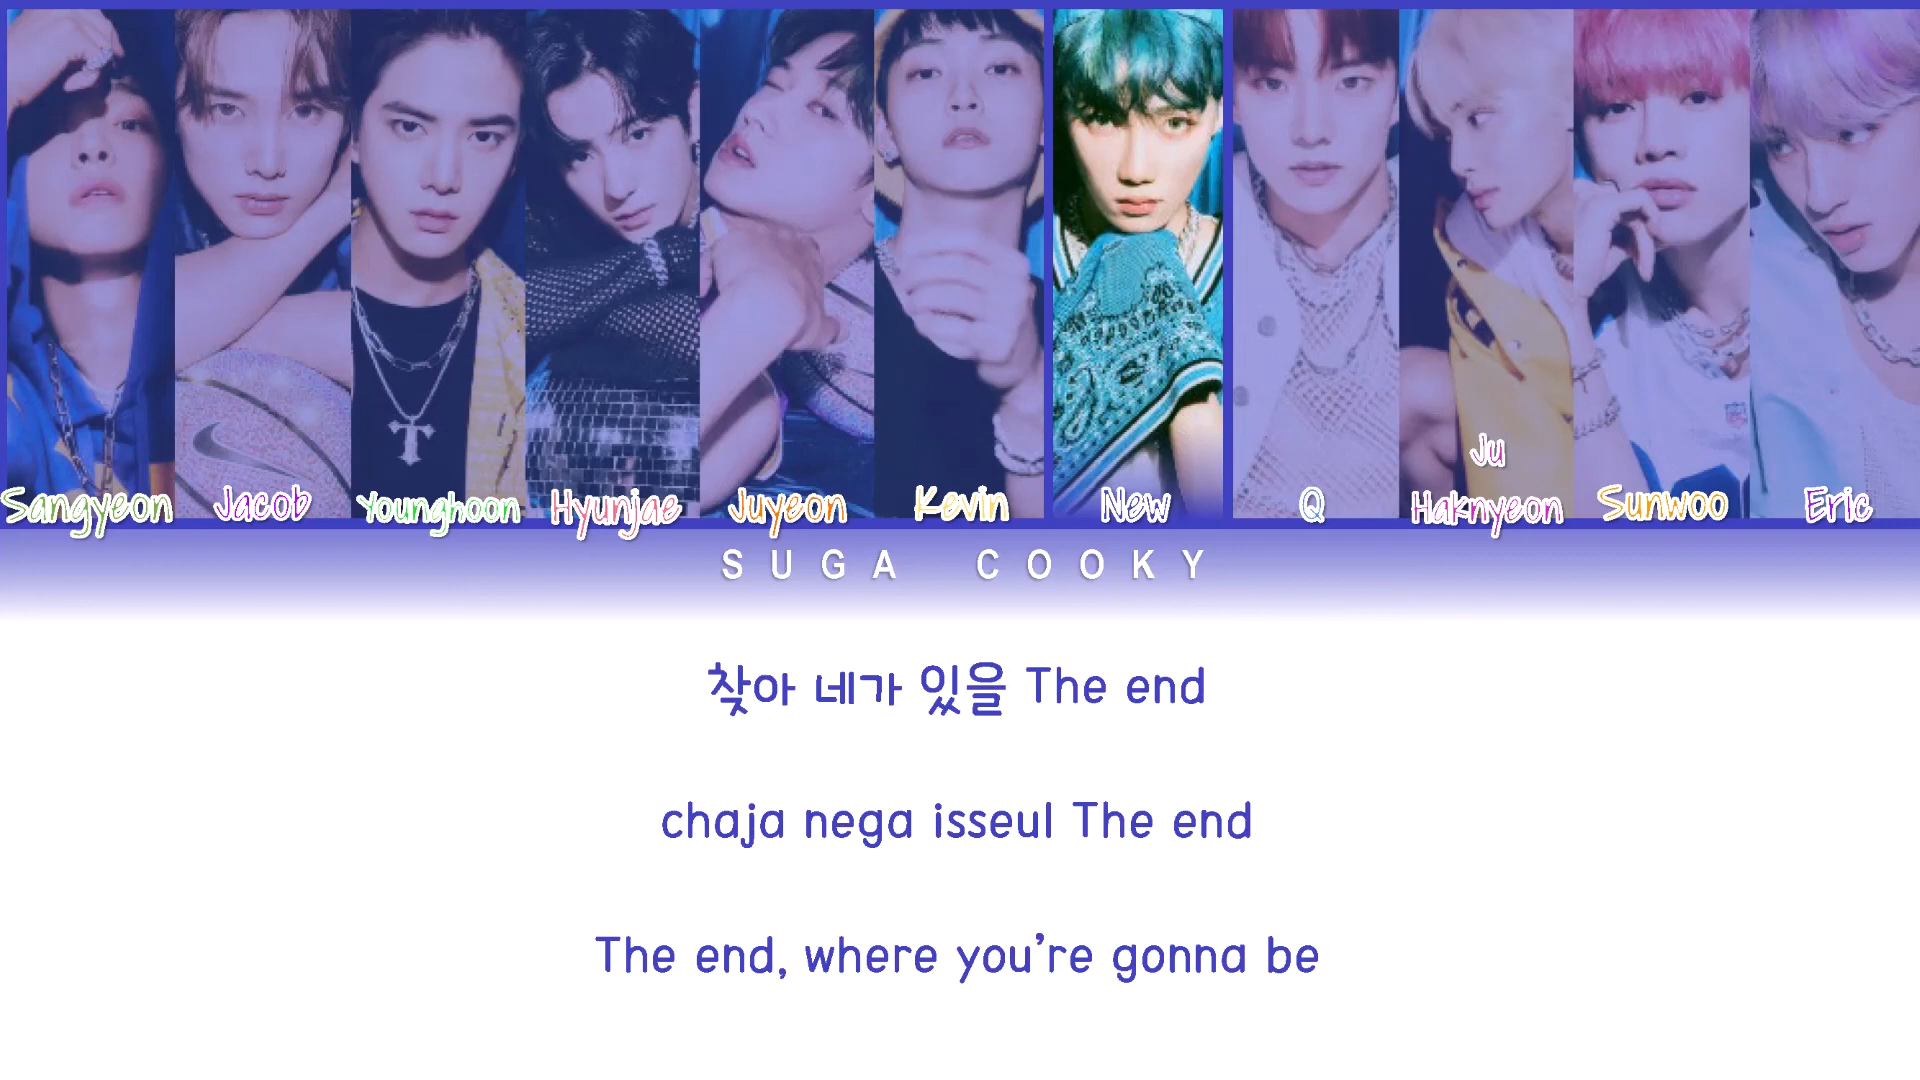 Ju
Sangyeon Jacob Younghoon Hyunjae Juyeon Kevin New Q Haknyeon Sunwoo Eric
SUGA COOKY
찾아 네가 있을 The end
chaja nega isseul The end
The end, where you’re gonna be